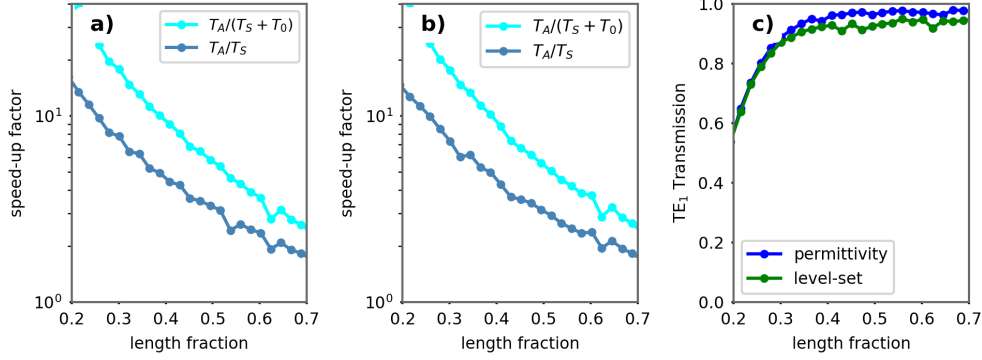 a)
T_A/(T_S + T_0)
T_A/T_S
speed-up factor
10^1
10^0
0.2 0.3 0.4 0.5 0.6 0.7
length fraction
b)
T_A/(T_S + T_0)
T_A/T_S
speed-up factor
10^1
10^0
0.2 0.3 0.4 0.5 0.6 0.7
length fraction
c)
TE_1 Transmission
1.0
0.8
0.6
0.4
0.2
0.0
permittivity
level-set
0.2 0.3 0.4 0.5 0.6 0.7
length fraction